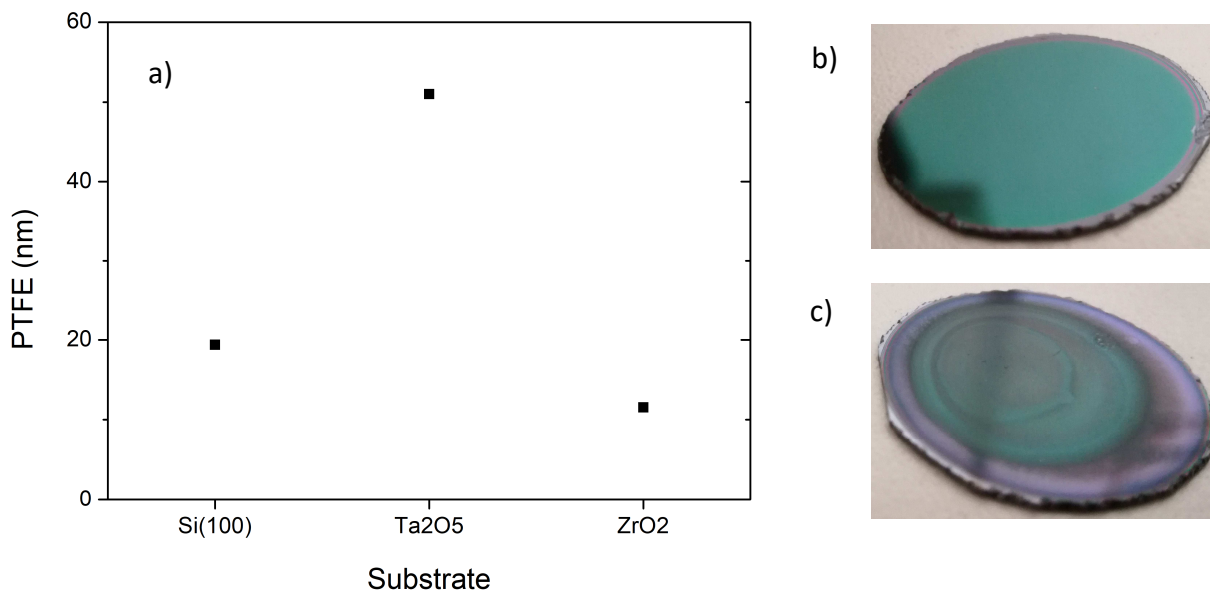 a)
PTFE (nm)
60
40
20
0
Si(100)
Ta2O5
ZrO2
Substrate
b)
c)